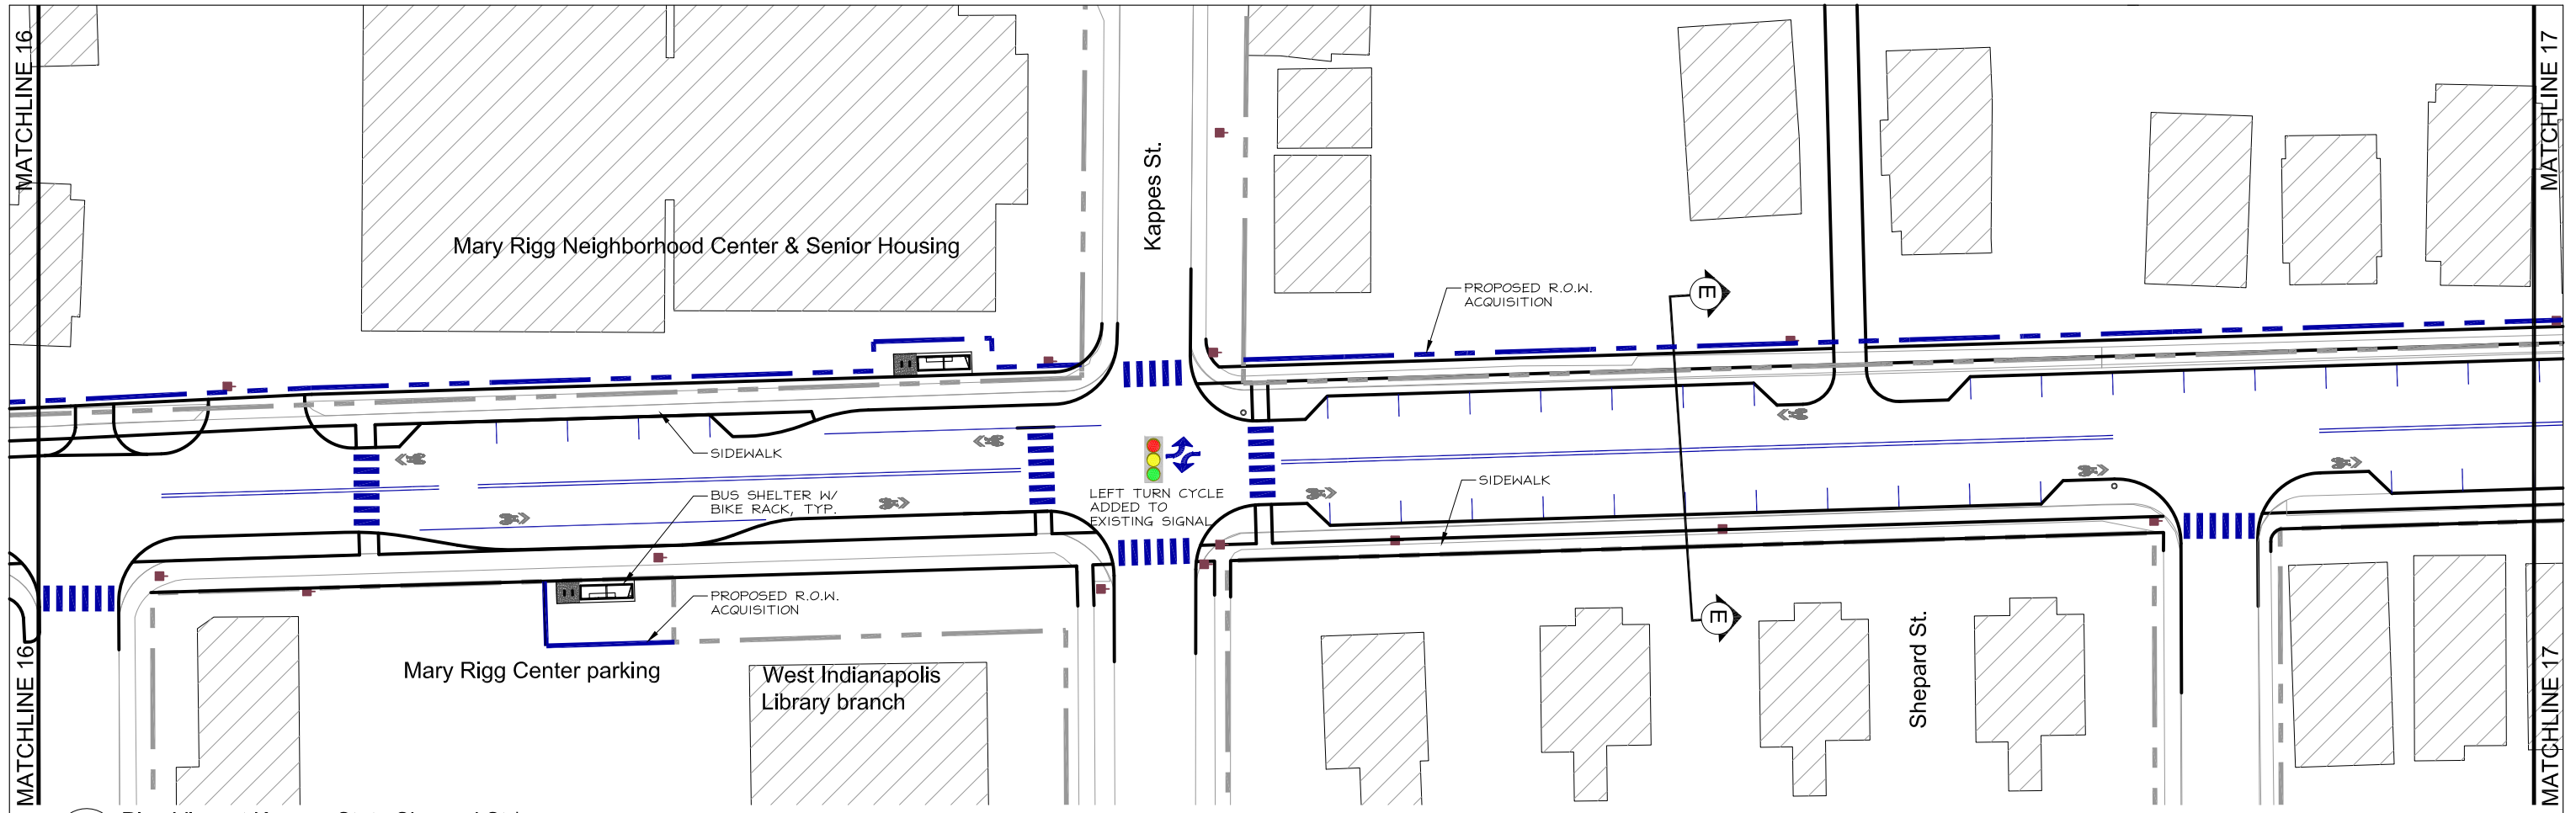 MATCHLINE 16
MATCHLINE 17
Kappes St.
Mary Rigg Neighborhood Center & Senior Housing
PROPOSED R.O.W.
ACQUISITION
E
SIDEWALK
SIDEWALK
BUS SHELTER W/
BIKE RACK, TYP.
LEFT TURN CYCLE
ADDED TO
EXISTING SIGNAL
PROPOSED R.O.W.
ACQUISITION
E
Mary Rigg Center parking
West Indianapolis
Library branch
Shepard St.
MATCHLINE 16
MATCHLINE 17